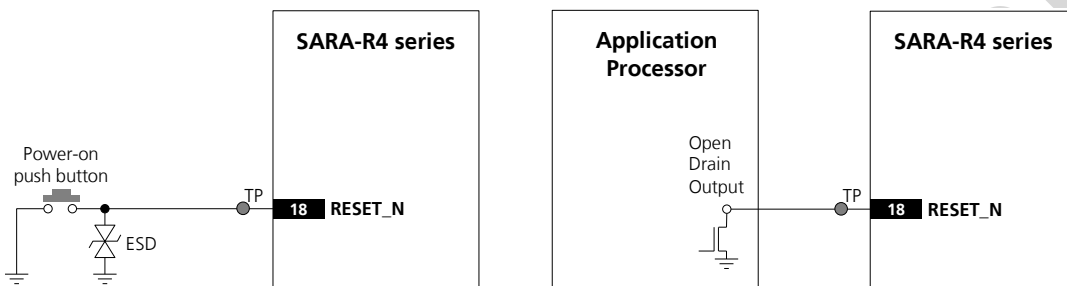 SARA-R4 series
Power-on
push button
ESD
TP
18 RESET_N
Application
Processor
Open
Drain
Output
SARA-R4 series
TP
18 RESET_N